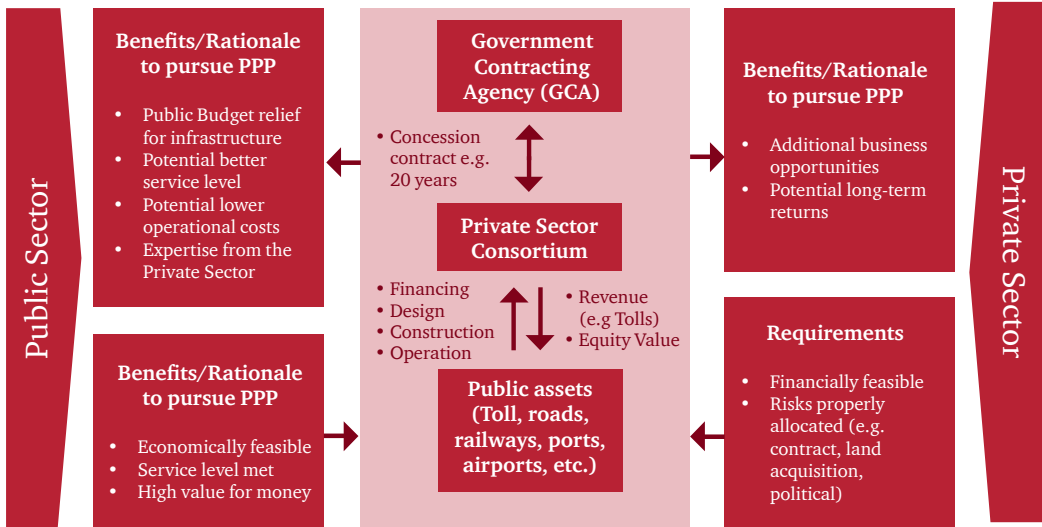 Public Sector
Benefits/Rationale
to pursue PPP
• Public Budget relief
for infrastructure
• Potential better
service level
• Potential lower
operational costs
• Expertise from the
Private Sector
Benefits/Rationale
to pursue PPP
• Economically feasible
• Service level met
• High value for money
Government
Contracting
Agency (GCA)
• Concession
contract e.g.
20 years
Private Sector
Consortium
• Financing
• Design
• Construction
• Operation
• Revenue
(e.g Tolls)
• Equity Value
Public assets
(Toll, roads,
railways, ports,
airports, etc.)
Benefits/Rationale
to pursue PPP
• Additional business
opportunities
• Potential long-term
returns
Requirements
• Financially feasible
• Risks properly
allocated (e.g.
contract, land
acquisition,
political)
Private Sector